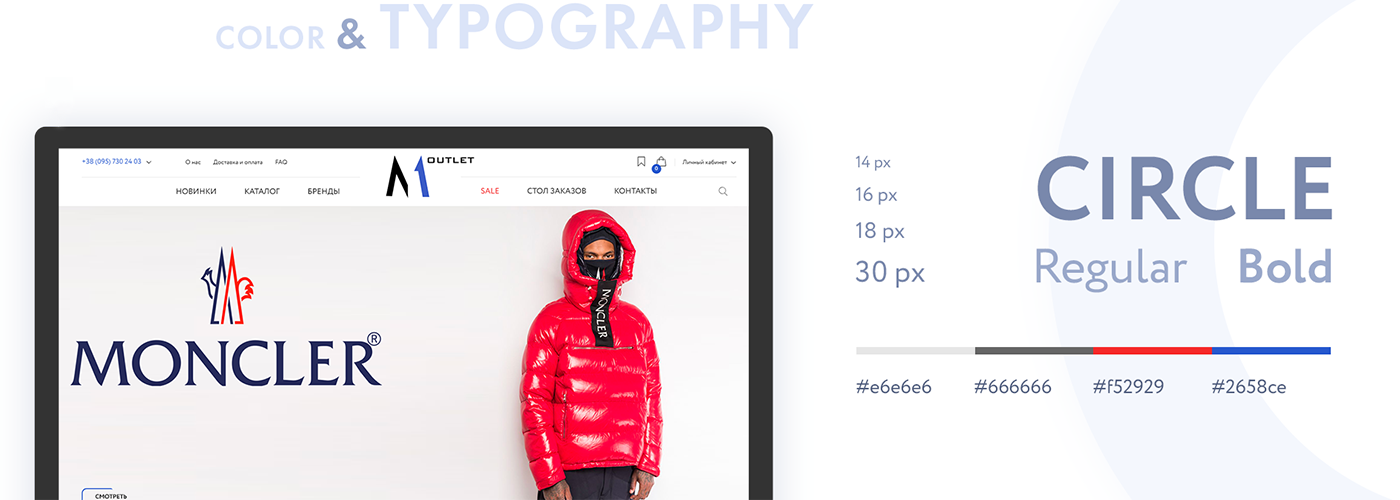 COLOR & TYPOGRAPHY
+38 (095) 730 24 03 О нас Доставка и оплата FAQ
OUTLET
0 Личный кабинет
НОВИНКИ КАТАЛОГ БРЕНДЫ
SALE СТОЛ ЗАКАЗОВ КОНТАКТЫ
MONCLER®
MONCLER
СМОТРЕТЬ
14 px
16 px
18 px
30 px
CIRCLE
Regular Bold
#e6e6e6 #666666 #f52929 #2658ce